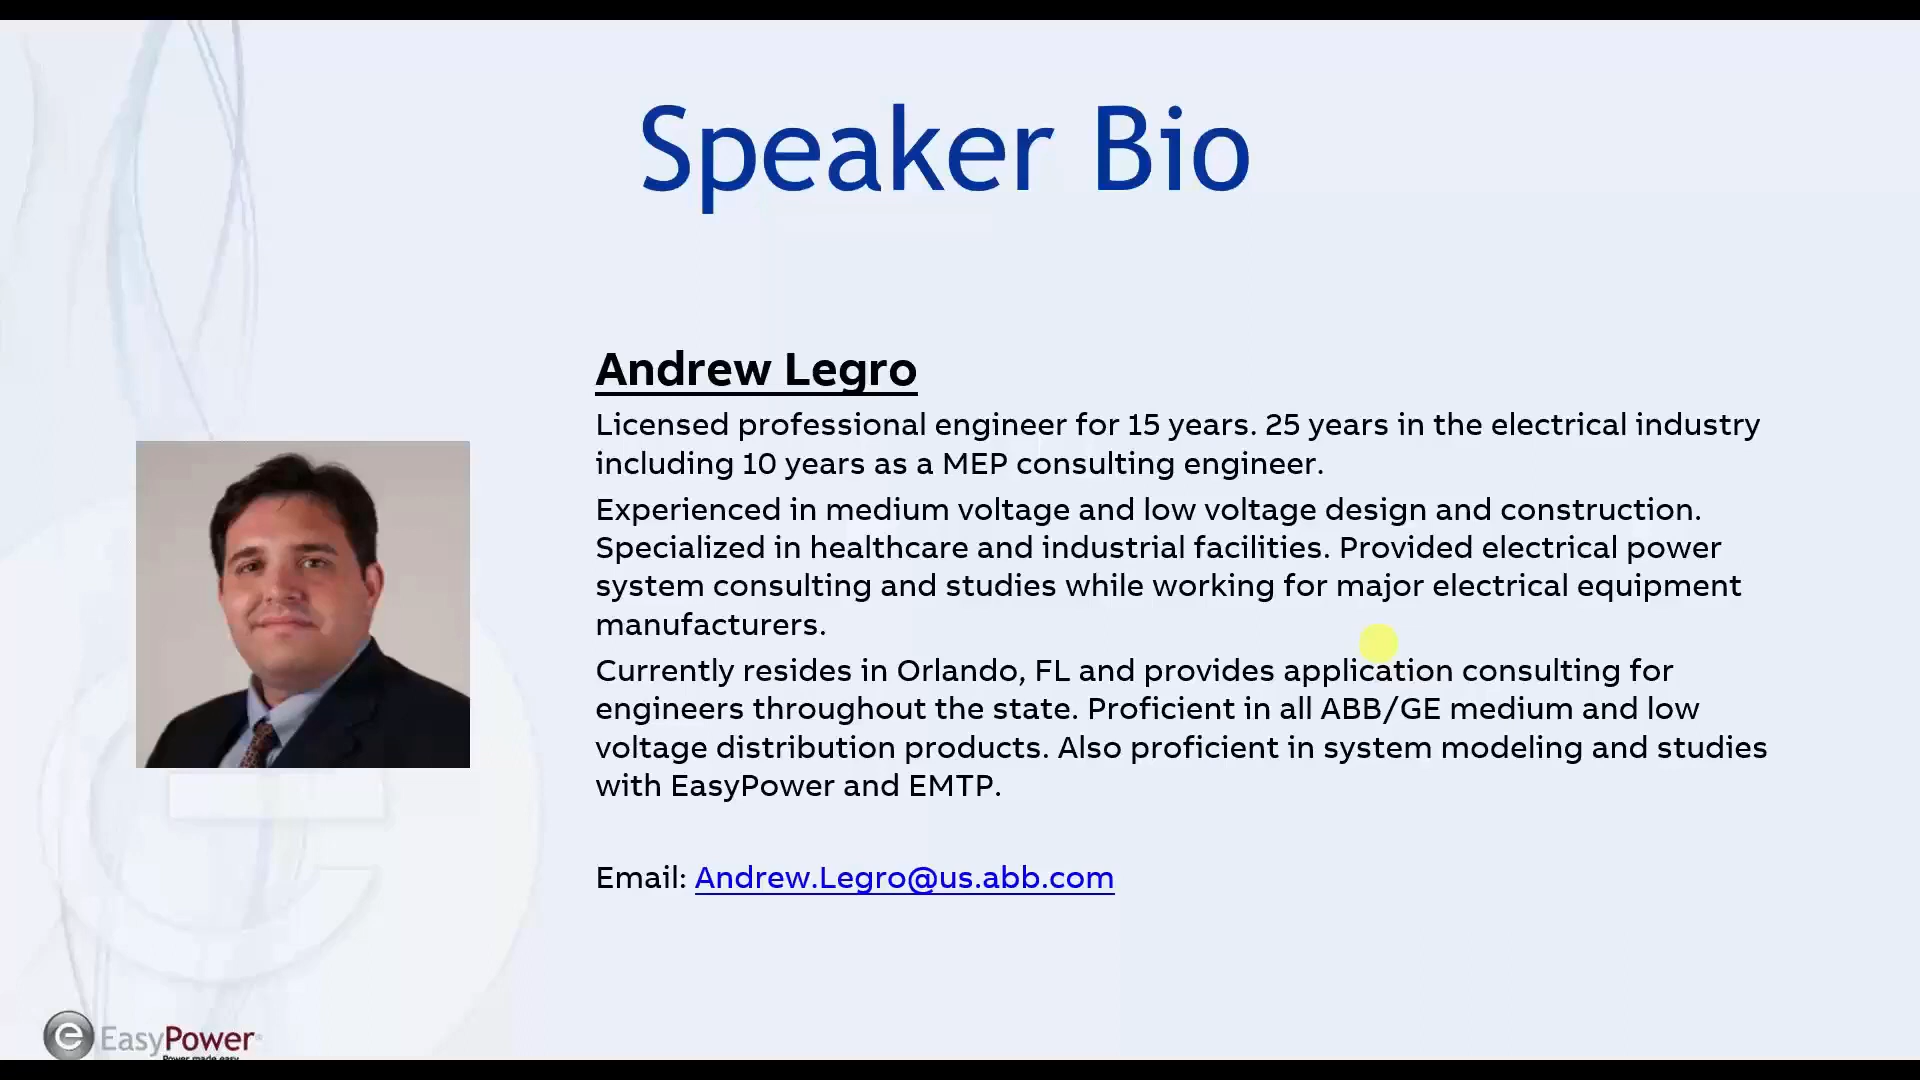 Speaker Bio
Andrew Legro
Licensed professional engineer for 15 years. 25 years in the electrical industry
including 10 years as a MEP consulting engineer.
Experienced in medium voltage and low voltage design and construction.
Specialized in healthcare and industrial facilities. Provided electrical power
system consulting and studies while working for major electrical equipment
manufacturers.
Currently resides in Orlando, FL and provides application consulting for
engineers throughout the state. Proficient in all ABB/GE medium and low
voltage distribution products. Also proficient in system modeling and studies
with EasyPower and EMTP.
Email: Andrew.Legro@us.abb.com
e EasyPower
Power made easy